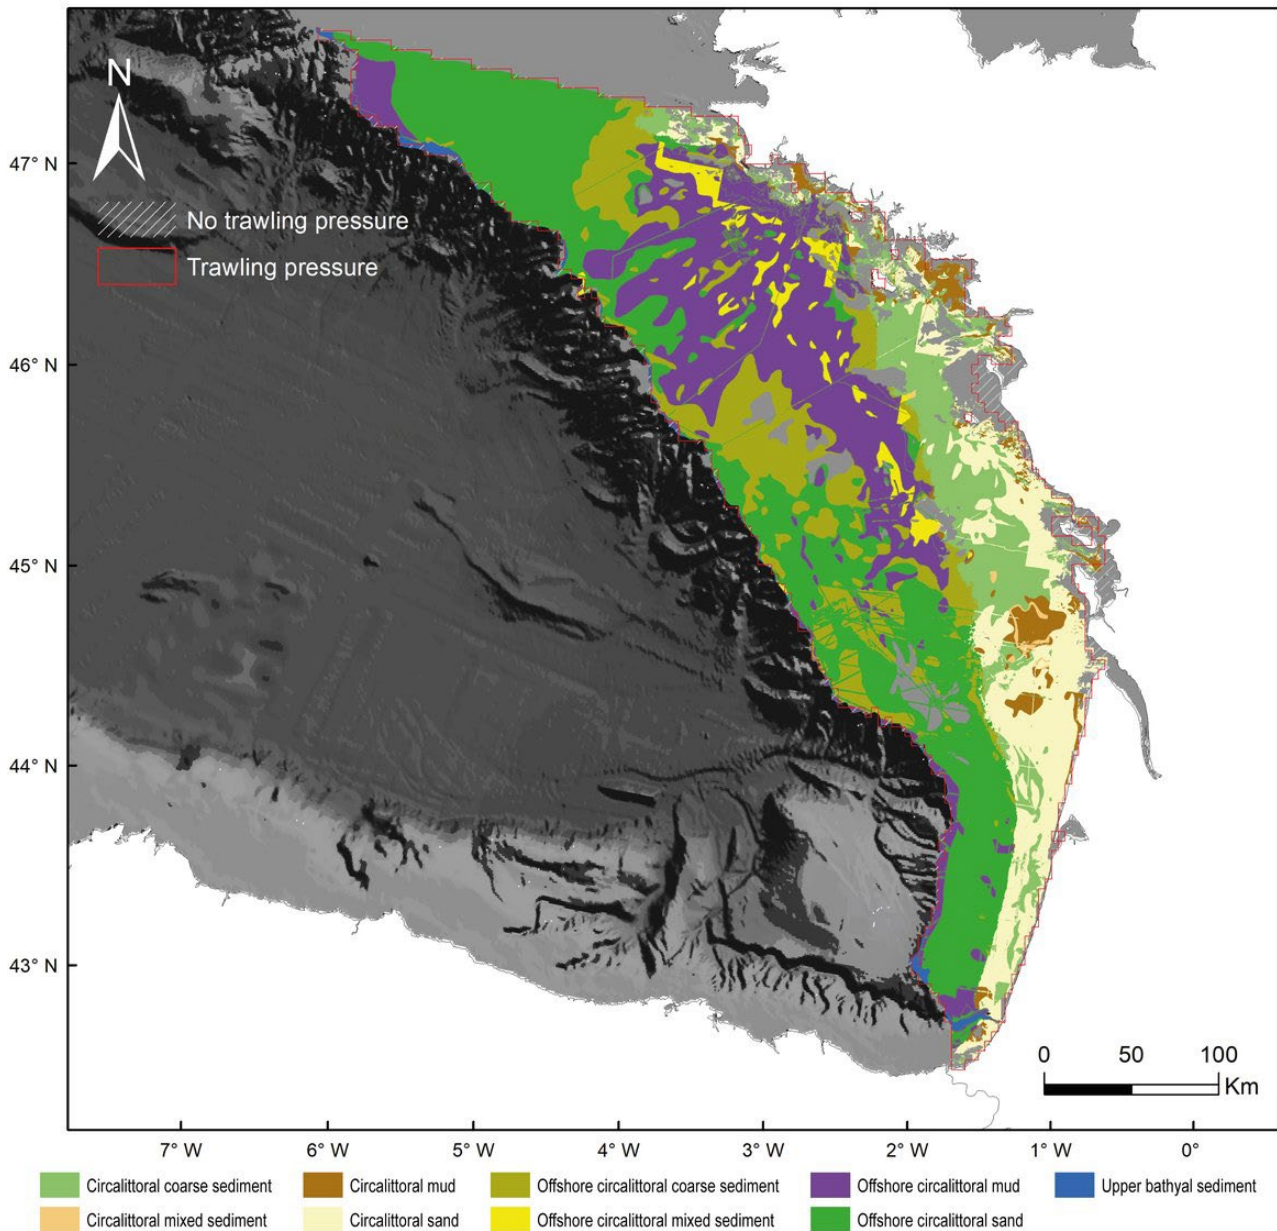 N
No trawling pressure
Trawling pressure
47° N
46° N
45° N
44° N
43° N
0 50 100
Km
7° W 6° W 5° W 4° W 3° W 2° W 1° W 0°
Circalittoral coarse sediment Circalittoral mud Offshore circalittoral coarse sediment Offshore circalittoral mud Upper bathyal sediment
Circalittoral mixed sediment Circalittoral sand Offshore circalittoral mixed sediment Offshore circalittoral sand